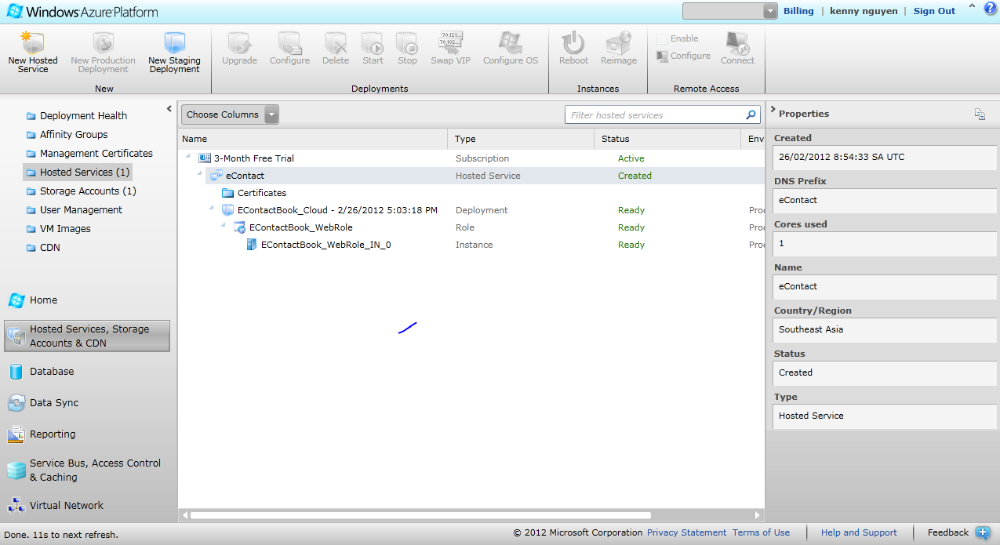 Windows Azure Platform
Billing | kenny nguyen | Sign Out
New Hosted Service
New Production Deployment
New Staging Deployment
New
Upgrade
Configure
Delete
Start
Stop
Swap VIP
Configure OS
Deployments
Reboot
Reimage
Instances
Enable
Configure
Connect
Remote Access
Deployment Health
Affinity Groups
Management Certificates
Hosted Services (1)
Storage Accounts (1)
User Management
VM Images
CDN
Home
Hosted Services, Storage
Accounts & CDN
Database
Data Sync
Reporting
Service Bus, Access Control
& Caching
Virtual Network
Choose Columns
Filter hosted services
Name Type Status Env
3-Month Free Trial Subscription Active
eContact Hosted Service Created
Certificates
EContactBook_Cloud - 2/26/2012 5:03:18 PM Deployment Ready Proc
EContactBook_WebRole Role Ready Proc
EContactBook_WebRole_IN_0 Instance Ready Proc
Properties
Created
26/02/2012 8:54:33 SA UTC
DNS Prefix
eContact
Cores used
1
Name
eContact
Country/Region
Southeast Asia
Status
Created
Type
Hosted Service
Done. 11s to next refresh.
© 2012 Microsoft Corporation Privacy Statement Terms of Use | Help and Support | Feedback